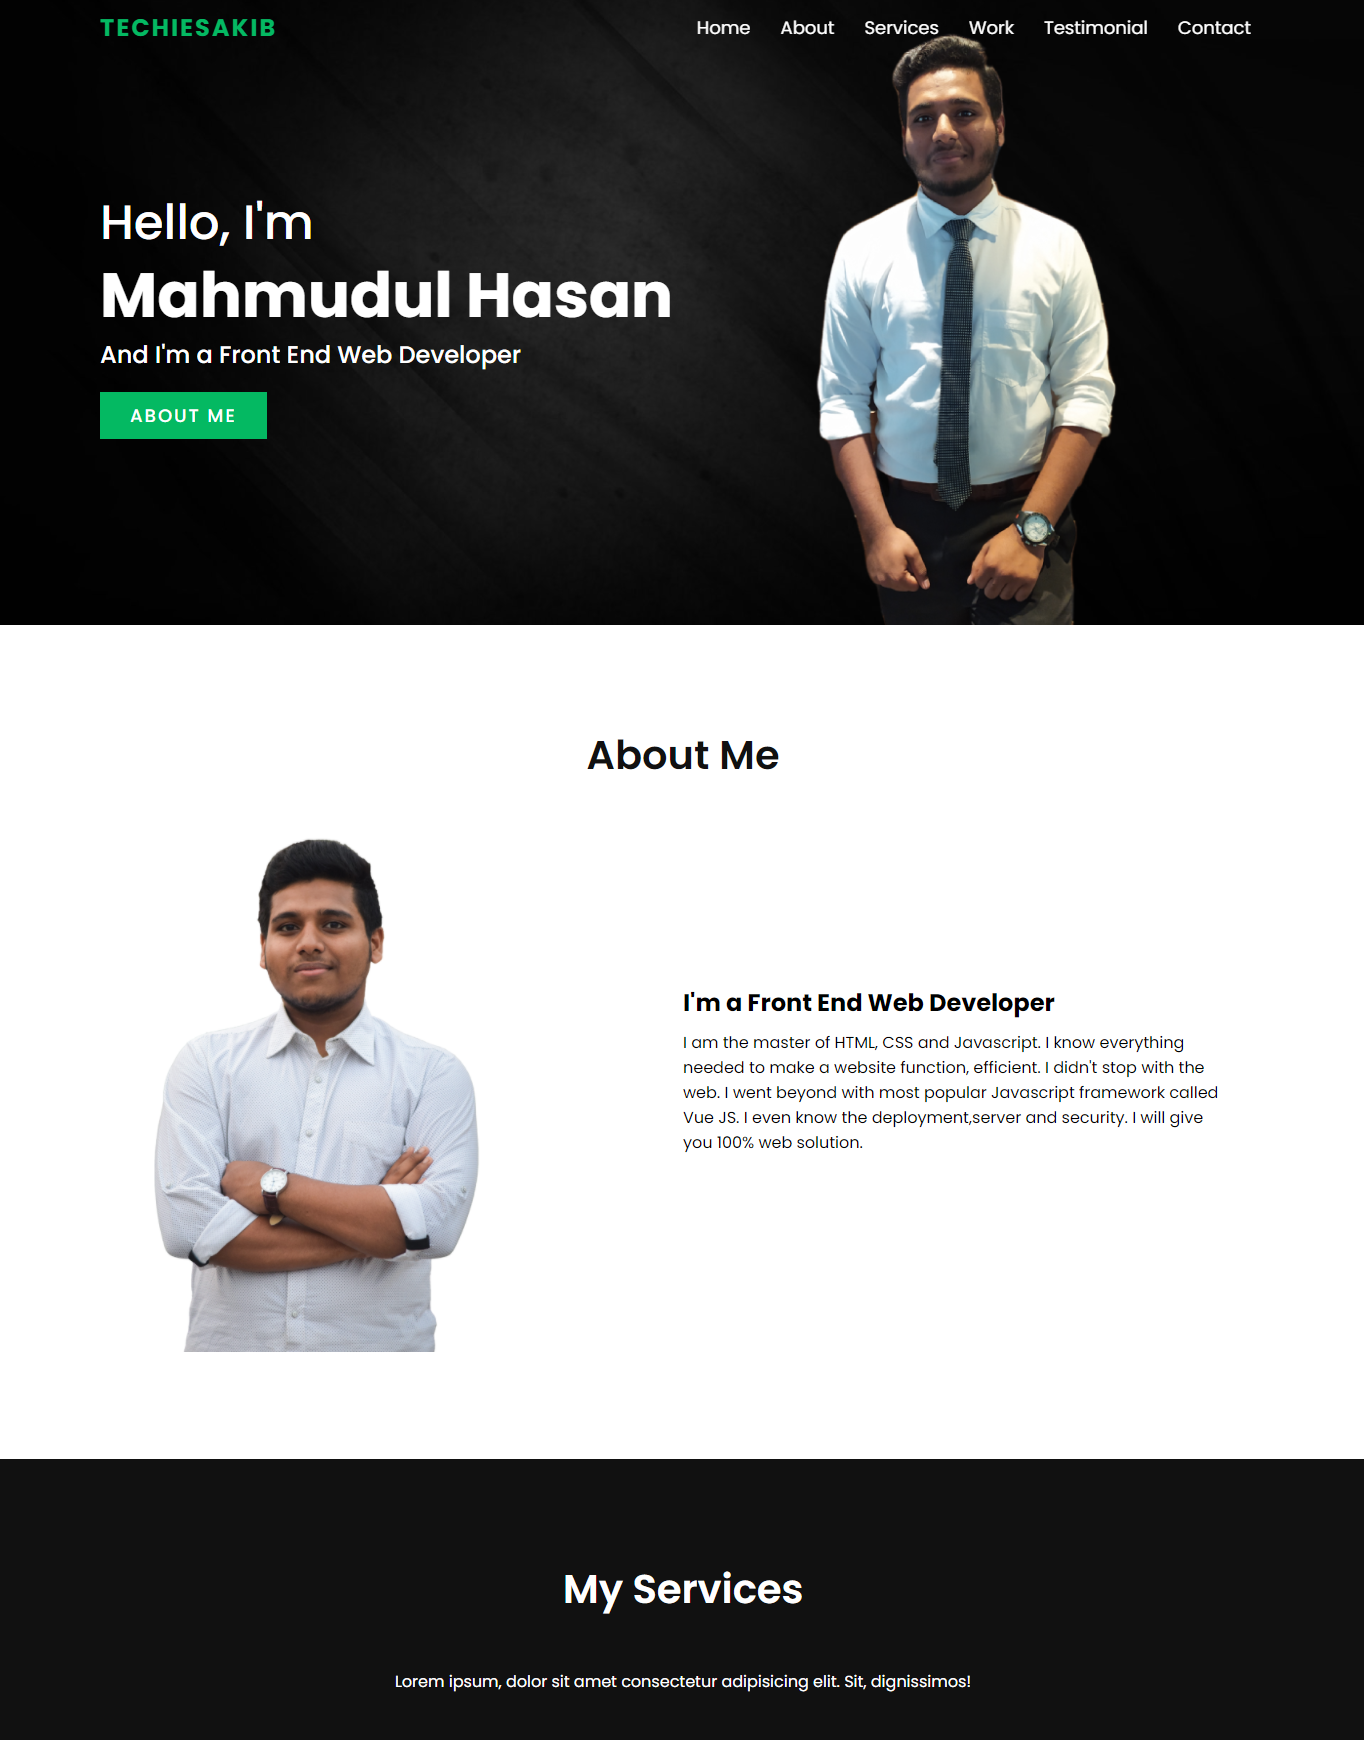 TECHIESAKIB
Home About Services Work Testimonial Contact
Hello, I'm
Mahmudul Hasan
And I'm a Front End Web Developer
ABOUT ME
About Me
I'm a Front End Web Developer
I am the master of HTML, CSS and Javascript. I know everything
needed to make a website function, efficient. I didn't stop with the
web. I went beyond with most popular Javascript framework called
Vue JS. I even know the deployment,server and security. I will give
you 100% web solution.
My Services
Lorem ipsum, dolor sit amet consectetur adipisicing elit. Sit, dignissimos!